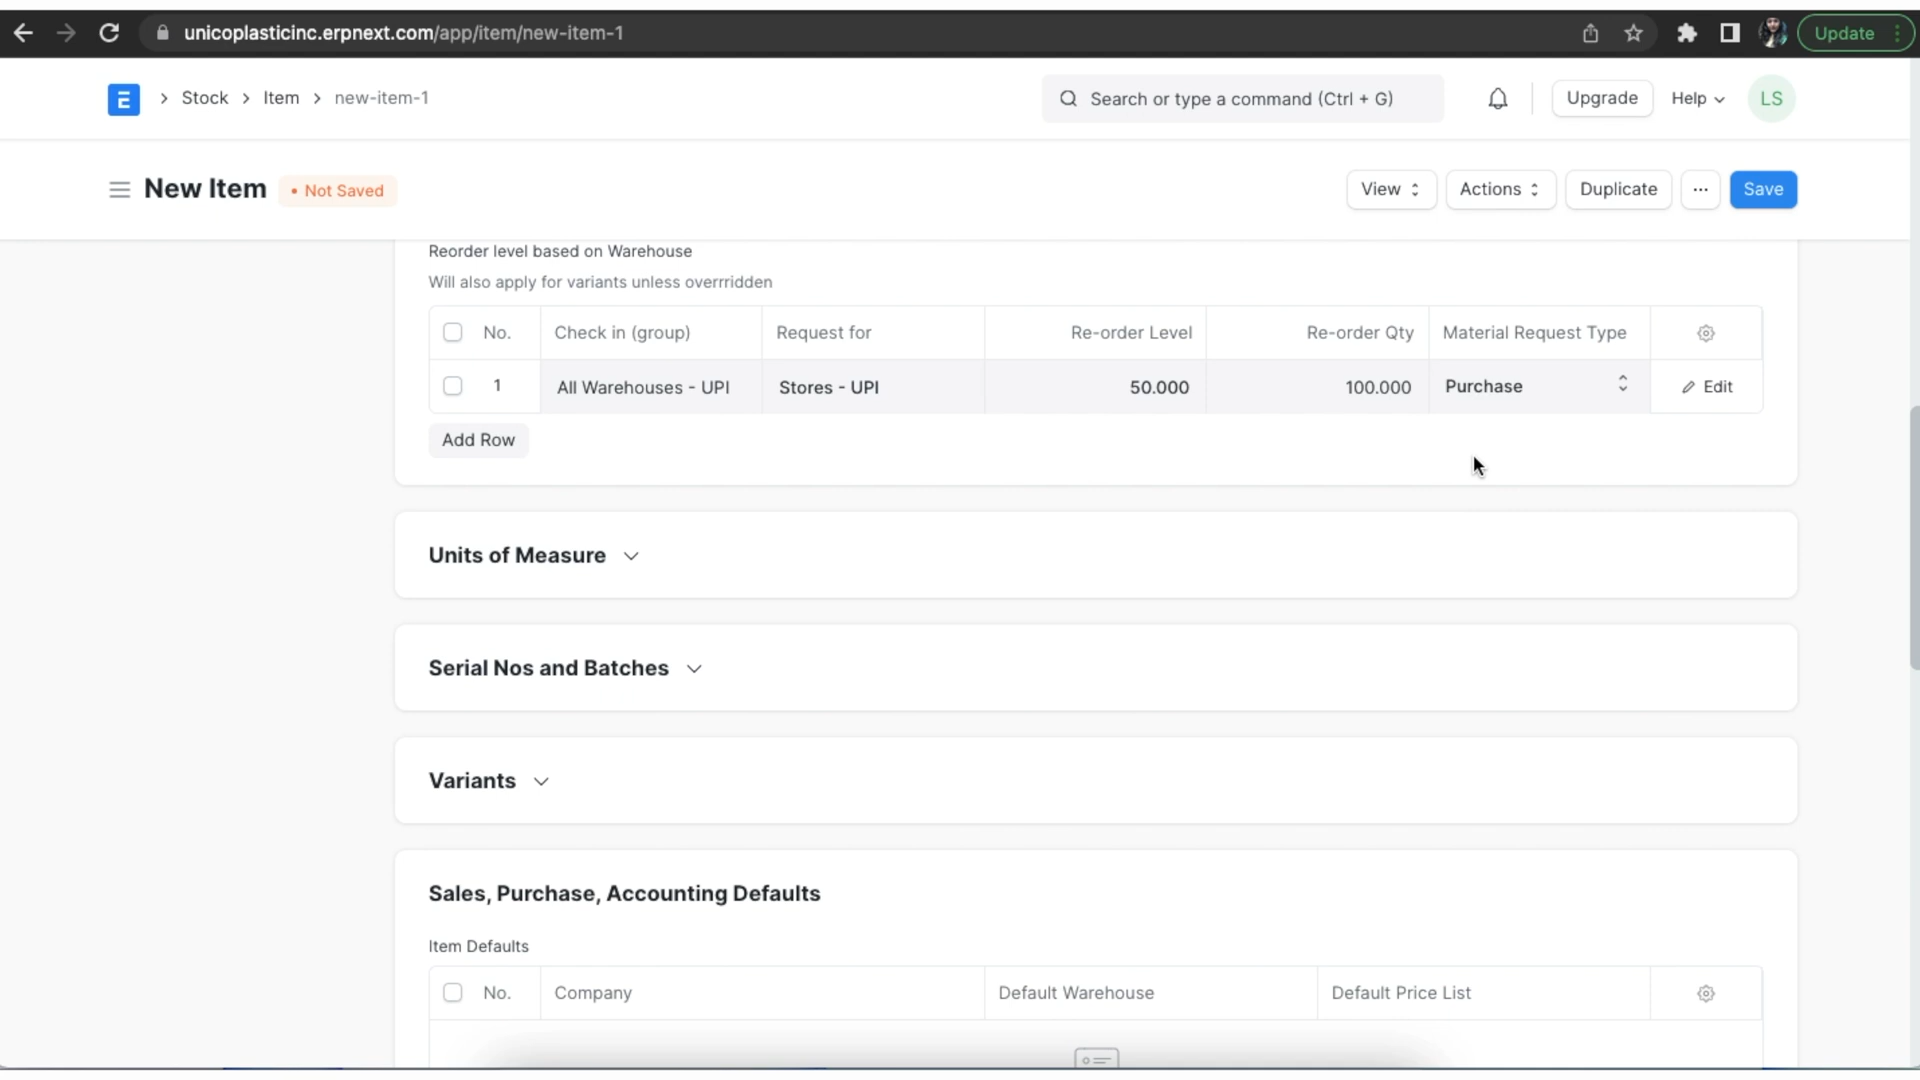 unicoplasticinc.erpnext.com/app/item/new-item-1
Update
E
Stock
Item
new-item-1
Search or type a command (Ctrl + G)
Upgrade
Help
LS
New Item
• Not Saved
View
Actions
Duplicate
···
Save
Reorder level based on Warehouse
Will also apply for variants unless overrridden
No. Check in (group) Request for Re-order Level Re-order Qty Material Request Type
1 All Warehouses - UPI Stores - UPI 50.000 100.000 Purchase Edit
Add Row
Units of Measure
Serial Nos and Batches
Variants
Sales, Purchase, Accounting Defaults
Item Defaults
No. Company Default Warehouse Default Price List